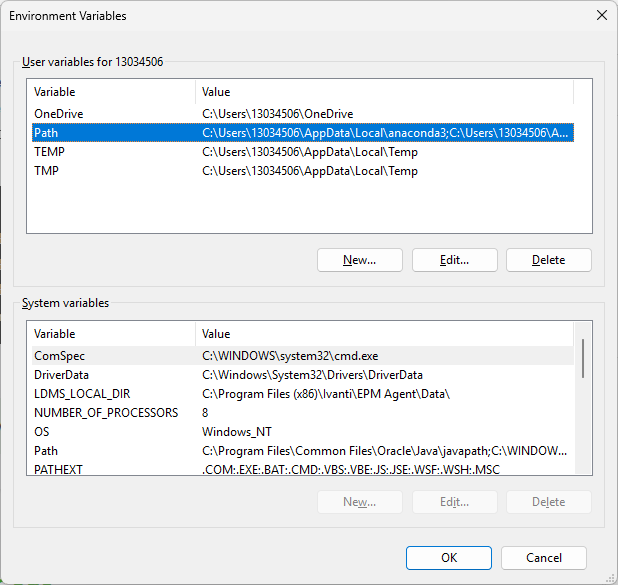 Environment Variables
User variables for 13034506
Variable Value
OneDrive C:\Users\13034506\OneDrive
Path C:\Users\13034506\AppData\Local\anaconda3;C:\Users\13034506\A...
TEMP C:\Users\13034506\AppData\Local\Temp
TMP C:\Users\13034506\AppData\Local\Temp
New... Edit... Delete
System variables
Variable Value
ComSpec C:\WINDOWS\system32\cmd.exe
DriverData C:\Windows\System32\Drivers\DriverData
LDMS_LOCAL_DIR C:\Program Files (x86)\Ivanti\EPM Agent\Data\
NUMBER_OF_PROCESSORS 8
OS Windows_NT
Path C:\Program Files\Common Files\Oracle\Java\javapath;C:\WINDOW...
PATHEXT .COM;.EXE;.BAT;.CMD;.VBS;.VBE;.JS;.JSE;.WSF;.WSH;.MSC
New... Edit... Delete
OK Cancel